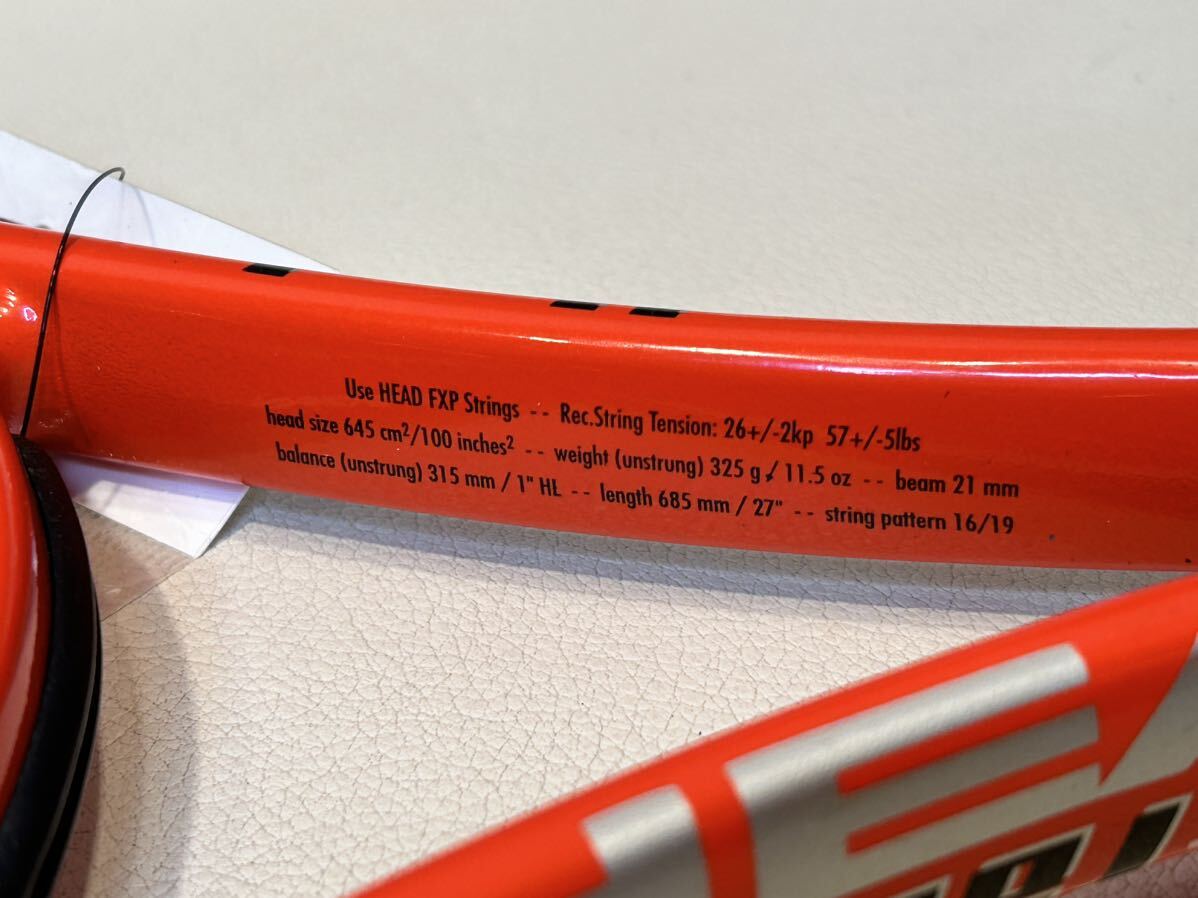 Use HEAD FXP Strings -- Rec.String Tension: 26+/-2kp 57+/-5lbs
head size 645 cm²/100 inches² -- weight (unstrung) 325 g / 11.5 oz -- beam 21 mm
balance (unstrung) 315 mm / 1" HL -- length 685 mm / 27" -- string pattern 16/19